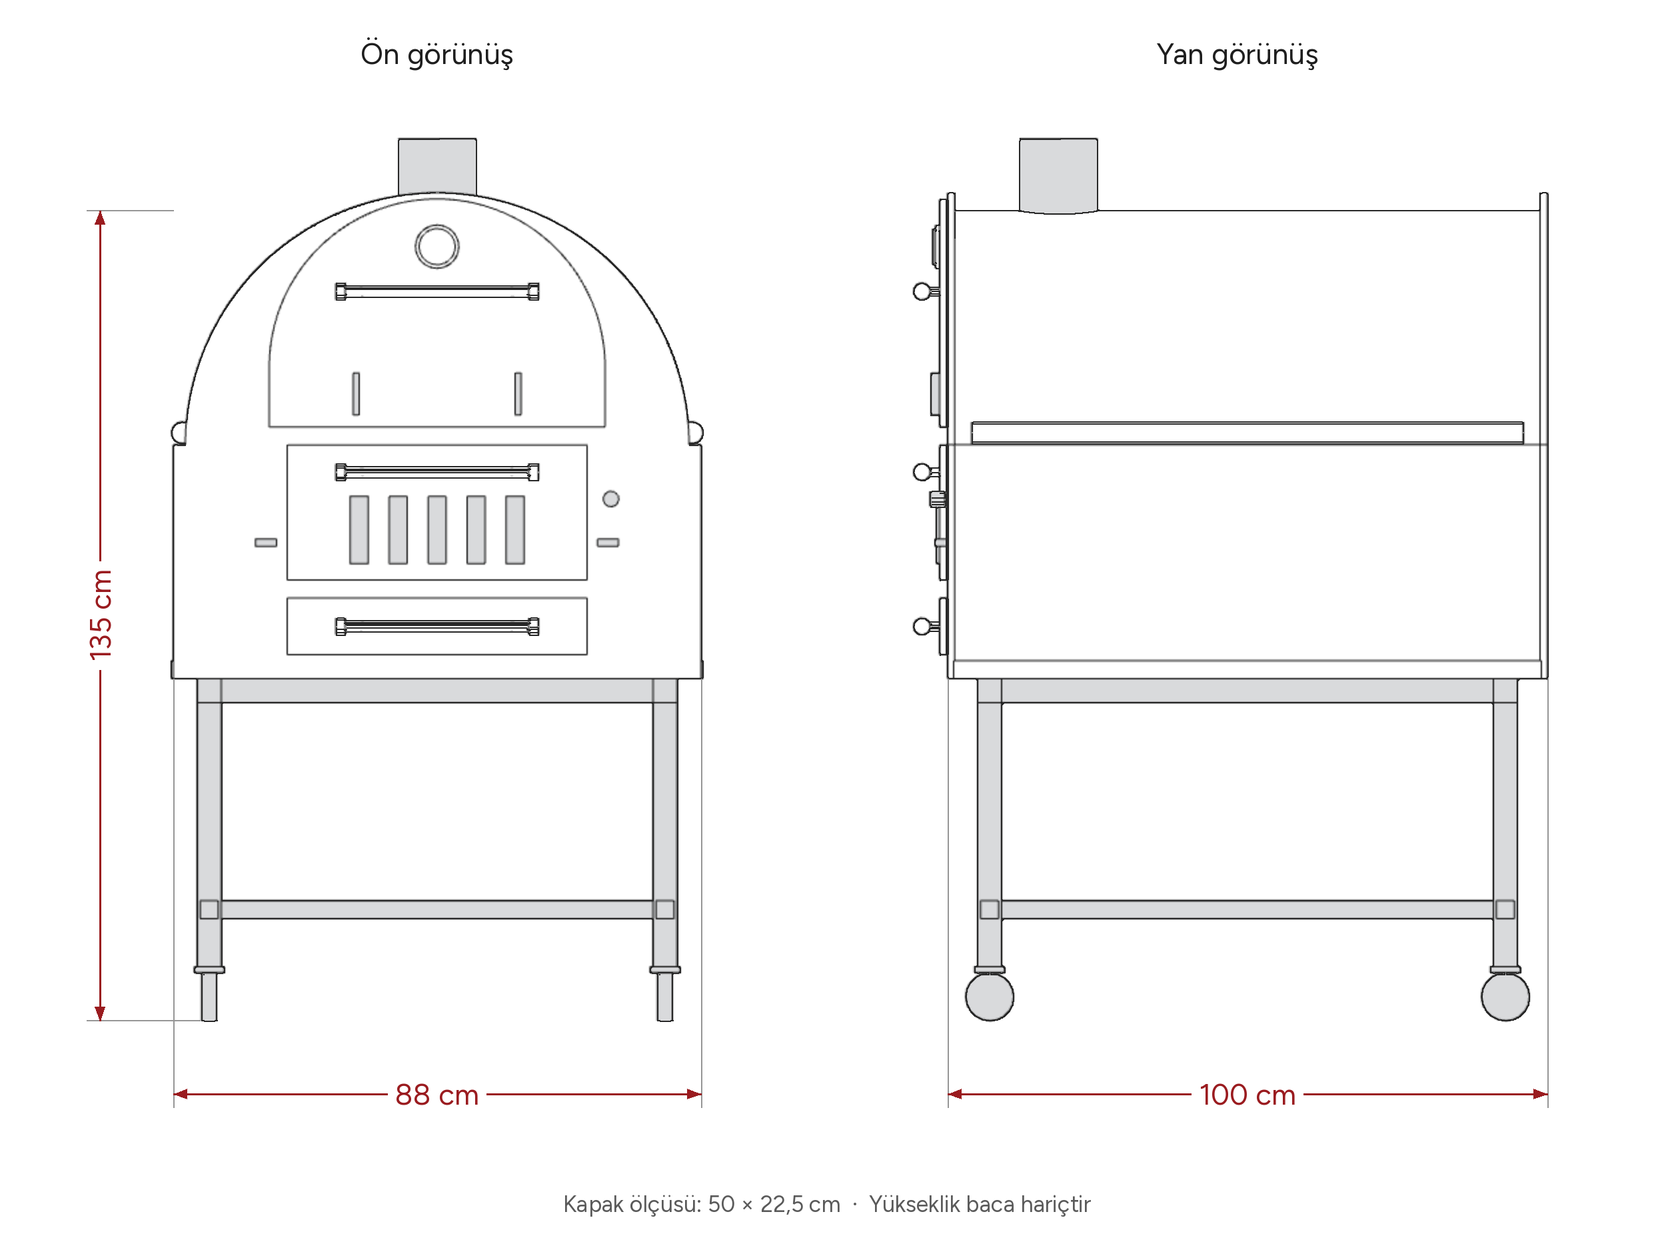 Ön görünüş
Yan görünüş
135 cm
88 cm
100 cm
Kapak ölçüsü: 50 × 22,5 cm · Yükseklik baca hariçtir